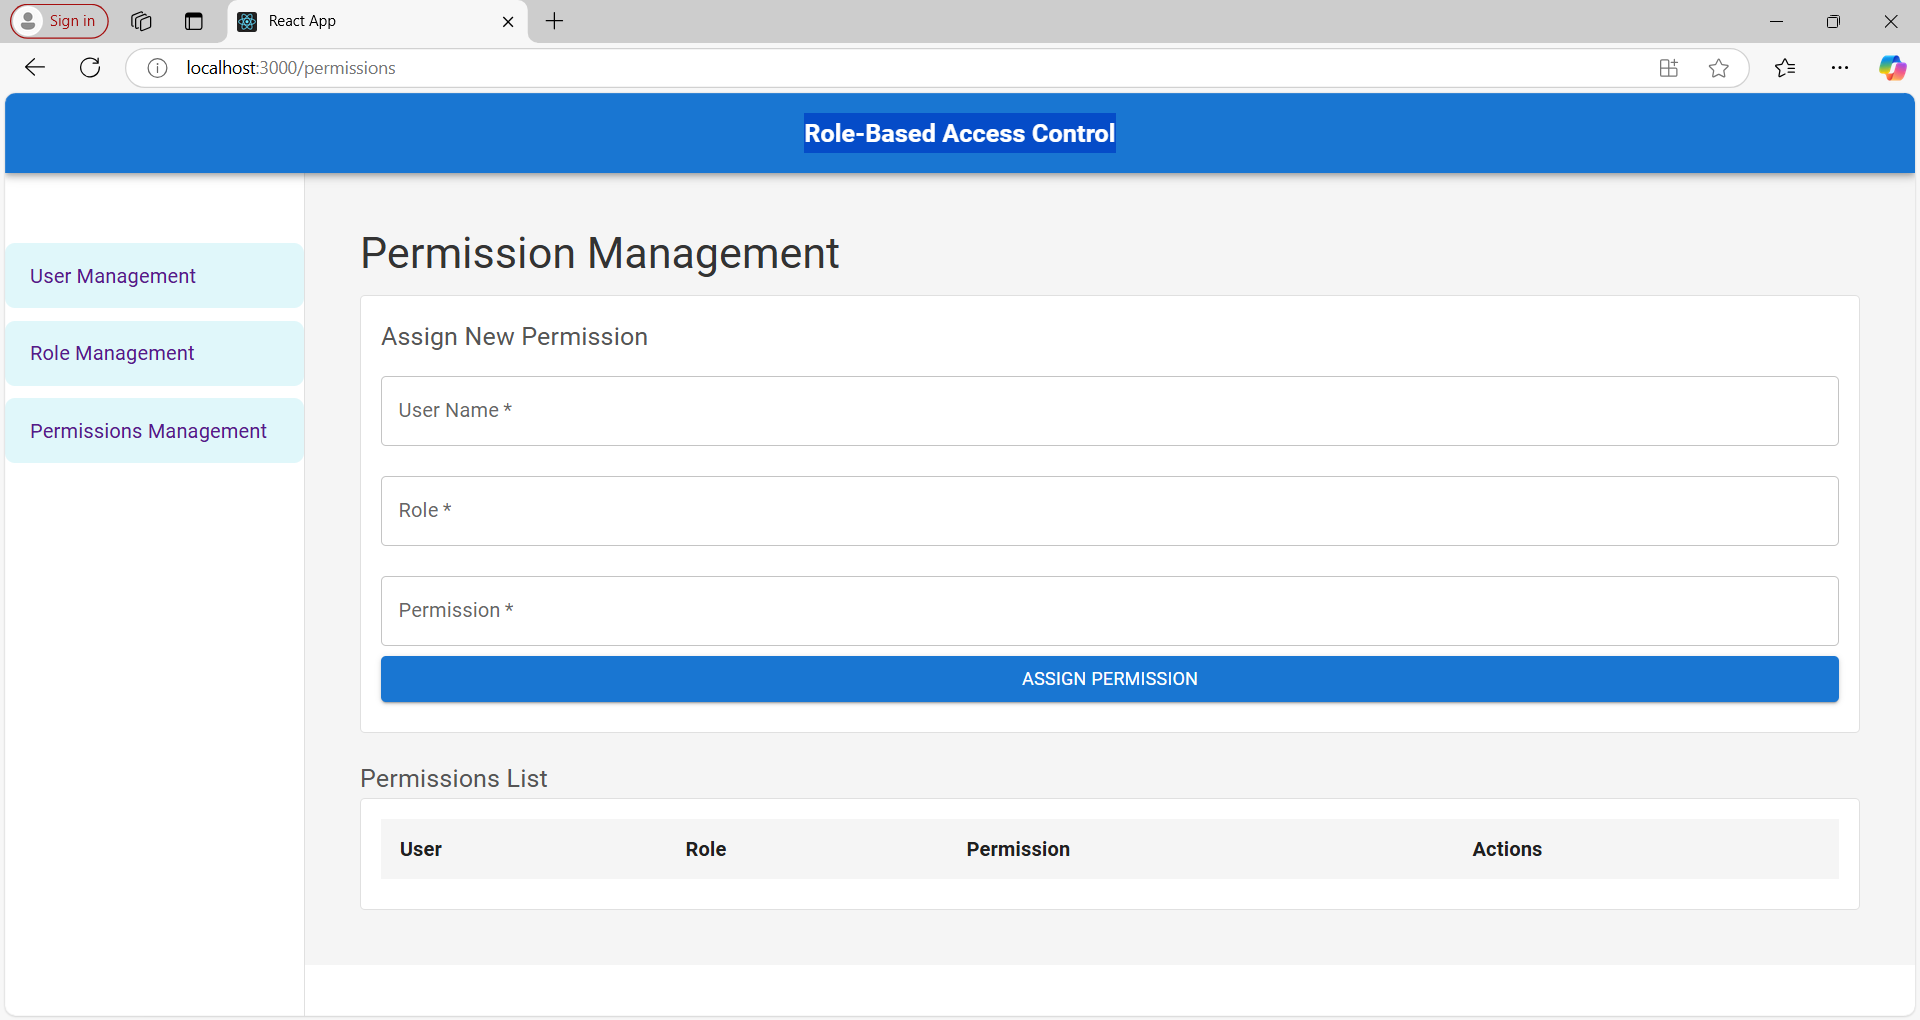 Sign in
React App
localhost:3000/permissions
Role-Based Access Control
User Management
Role Management
Permissions Management
Permission Management
Assign New Permission
User Name *
Role *
Permission *
ASSIGN PERMISSION
Permissions List
User Role Permission Actions